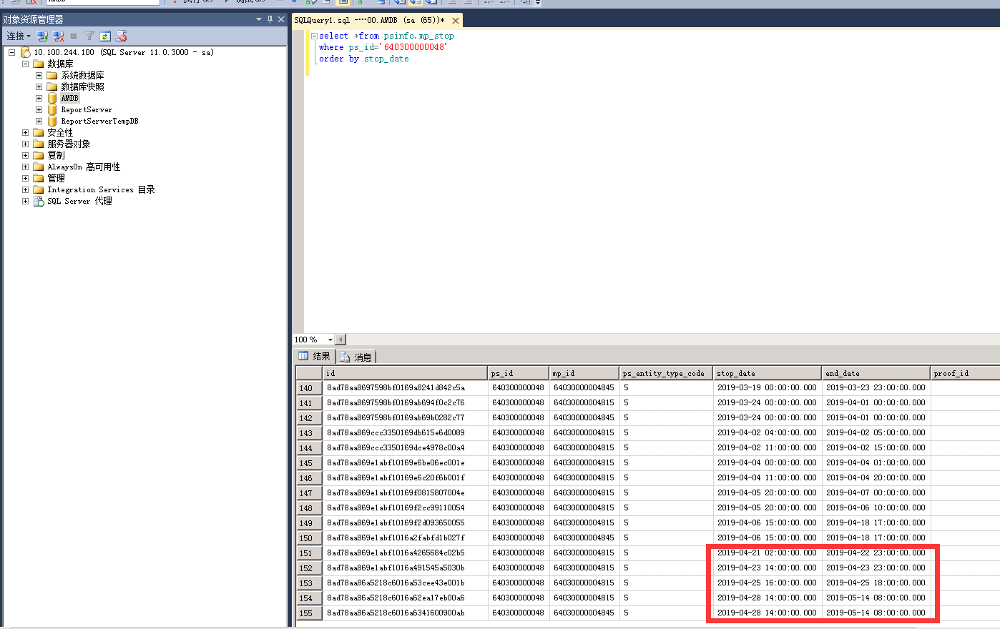 对象资源管理器
连接
10.100.244.100 (SQL Server 11.0.3000 - sa)
数据库
系统数据库
数据库快照
AMDB
ReportServer
ReportServerTempDB
安全性
服务器对象
复制
AlwaysOn 高可用性
管理
Integration Services 目录
SQL Server 代理
SQLQuery1.sql -...00.AMDB (sa (65))*
select *from psinfo.mp_stop
where ps_id='640300000048'
order by stop_date
100 %
结果 消息
id ps_id mp_id ps_entity_type_code stop_date end_date proof_id
140 8ad78aa8697598bf0169a8241d842c5a 640300000048 64030000004845 5 2019-03-19 00:00:00.000 2019-03-23 23:00:00.000
141 8ad78aa8697598bf0169ab694f0c2c76 640300000048 64030000004815 5 2019-03-24 00:00:00.000 2019-04-01 00:00:00.000
142 8ad78aa8697598bf0169ab69b0282c77 640300000048 64030000004845 5 2019-03-24 00:00:00.000 2019-04-01 00:00:00.000
143 8ad78aa869ccc3350169db615e6d0089 640300000048 64030000004815 5 2019-04-02 04:00:00.000 2019-04-02 05:00:00.000
144 8ad78aa869ccc3350169dce4978c00a4 640300000048 64030000004815 5 2019-04-02 11:00:00.000 2019-04-02 15:00:00.000
145 8ad78aa869e1abf10169e6be06ec001e 640300000048 64030000004815 5 2019-04-04 00:00:00.000 2019-04-04 01:00:00.000
146 8ad78aa869e1abf10169e6c20f6b001f 640300000048 64030000004815 5 2019-04-04 11:00:00.000 2019-04-04 20:00:00.000
147 8ad78aa869e1abf10169f0815807004e 640300000048 64030000004815 5 2019-04-05 20:00:00.000 2019-04-07 00:00:00.000
148 8ad78aa869e1abf10169f2cc99110054 640300000048 64030000004815 5 2019-04-05 20:00:00.000 2019-04-06 10:00:00.000
149 8ad78aa869e1abf10169f2d093650055 640300000048 64030000004815 5 2019-04-06 15:00:00.000 2019-04-18 17:00:00.000
150 8ad78aa869e1abf1016a2fabfd1b027f 640300000048 64030000004845 5 2019-04-06 15:00:00.000 2019-04-18 17:00:00.000
151 8ad78aa869e1abf1016a4265684c02b5 640300000048 64030000004815 5 2019-04-21 02:00:00.000 2019-04-22 23:00:00.000
152 8ad78aa869e1abf1016a491545a5030b 640300000048 64030000004815 5 2019-04-23 14:00:00.000 2019-04-23 23:00:00.000
153 8ad78aa86a5218c6016a53cee43e001b 640300000048 64030000004815 5 2019-04-25 16:00:00.000 2019-04-25 18:00:00.000
154 8ad78aa86a5218c6016a62ea17eb00a6 640300000048 64030000004815 5 2019-04-28 14:00:00.000 2019-05-14 08:00:00.000
155 8ad78aa86a5218c6016a6341600900ab 640300000048 64030000004845 5 2019-04-28 14:00:00.000 2019-05-14 08:00:00.000